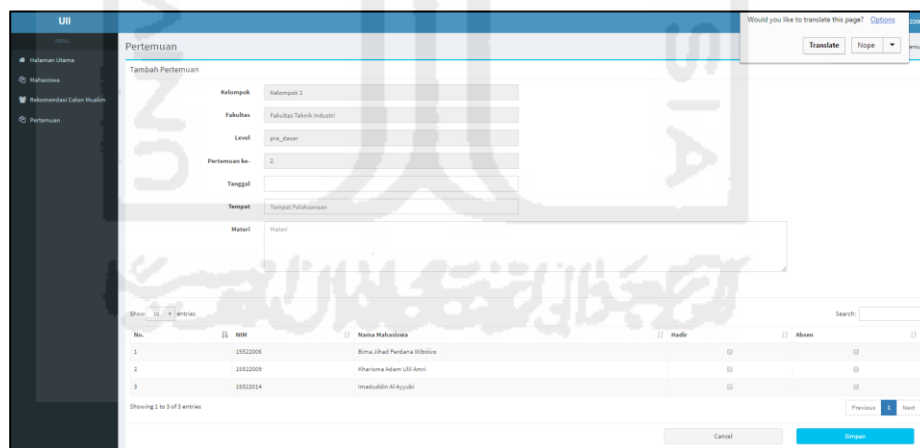 UII
Would you like to translate this page? Options
Translate Nope
MENU
Halaman Utama
Mahasiswa
Rekomendasi Calon Mualim
Pertemuan
Pertemuan
Tambah Pertemuan
Kelompok Kelompok 1
Fakultas Fakultas Teknik Industri
Level pra_dasar
Pertemuan ke- 2
Tanggal
Tempat Tempat Pelaksanaan
Materi Materi
Show 10 entries Search:
No. NIM Nama Mahasiswa Hadir Absen
1 15522006 Bima Jihad Perdana Wibowo
2 15522009 Kharisma Adam Ulil Amri
3 15522014 Imaduddin Al Ayyubi
Showing 1 to 3 of 3 entries Previous 1 Next
Cancel Simpan